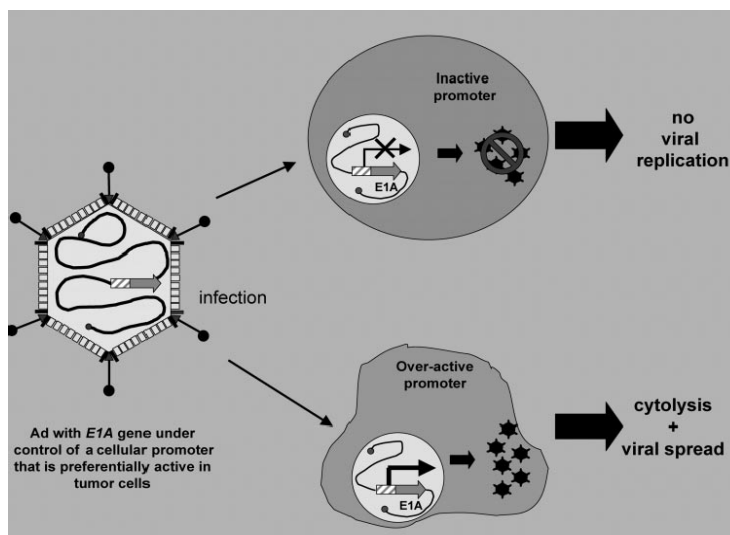 Inactive
promoter
E1A
no
viral
replication
infection
Over-active
promoter
E1A
cytolysis
+
viral spread
Ad with E1A gene under
control of a cellular promoter
that is preferentially active in
tumor cells